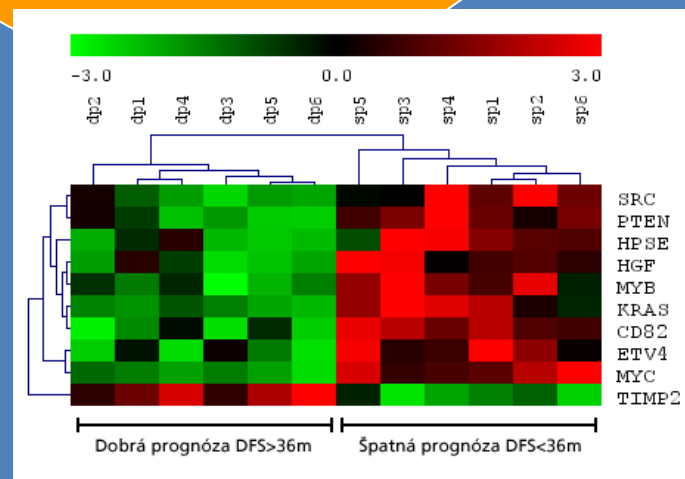 -3.0 0.0 3.0
dp2 dp1 dp4 dp3 dp5 dp6 sp5 sp3 sp4 sp1 sp2 sp6
SRC
PTEN
HPSE
HGF
MYB
KRAS
CD82
ETV4
MYC
TIMP2
Dobrá prognóza DFS>36m Špatná prognóza DFS<36m